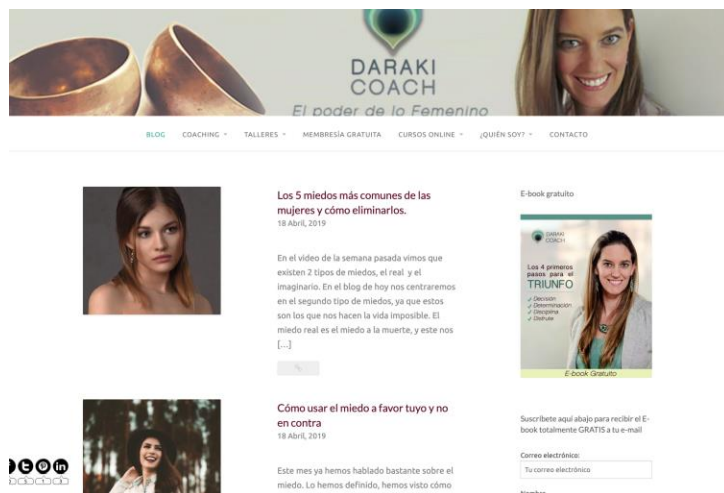 DARAKI
COACH
El poder de lo Femenino
BLOG COACHING TALLERES MEMBRESÍA GRATUITA CURSOS ONLINE ¿QUIÉN SOY? CONTACTO
Los 5 miedos más comunes de las
mujeres y cómo eliminarlos.
18 Abril, 2019
En el video de la semana pasada vimos que
existen 2 tipos de miedos, el real y el
imaginario. En el blog de hoy nos centraremos
en el segundo tipo de miedos, ya que estos
son los que nos hacen la vida imposible. El
miedo real es el miedo a la muerte, y este nos
[...]
Cómo usar el miedo a favor tuyo y no
en contra
18 Abril, 2019
Este mes ya hemos hablado bastante sobre el
miedo. Lo hemos definido, hemos visto cómo
E-book gratuito
DARAKI
COACH
Los 4 primeros
pasos para el
TRIUNFO
✓ Decisión
✓ Determinación
✓ Disciplina
✓ Disfrute
E-book Gratuito
Suscríbete aquí abajo para recibir el E-
book totalmente GRATIS a tu e-mail
Correo electrónico:
Tu correo electrónico
Nombre